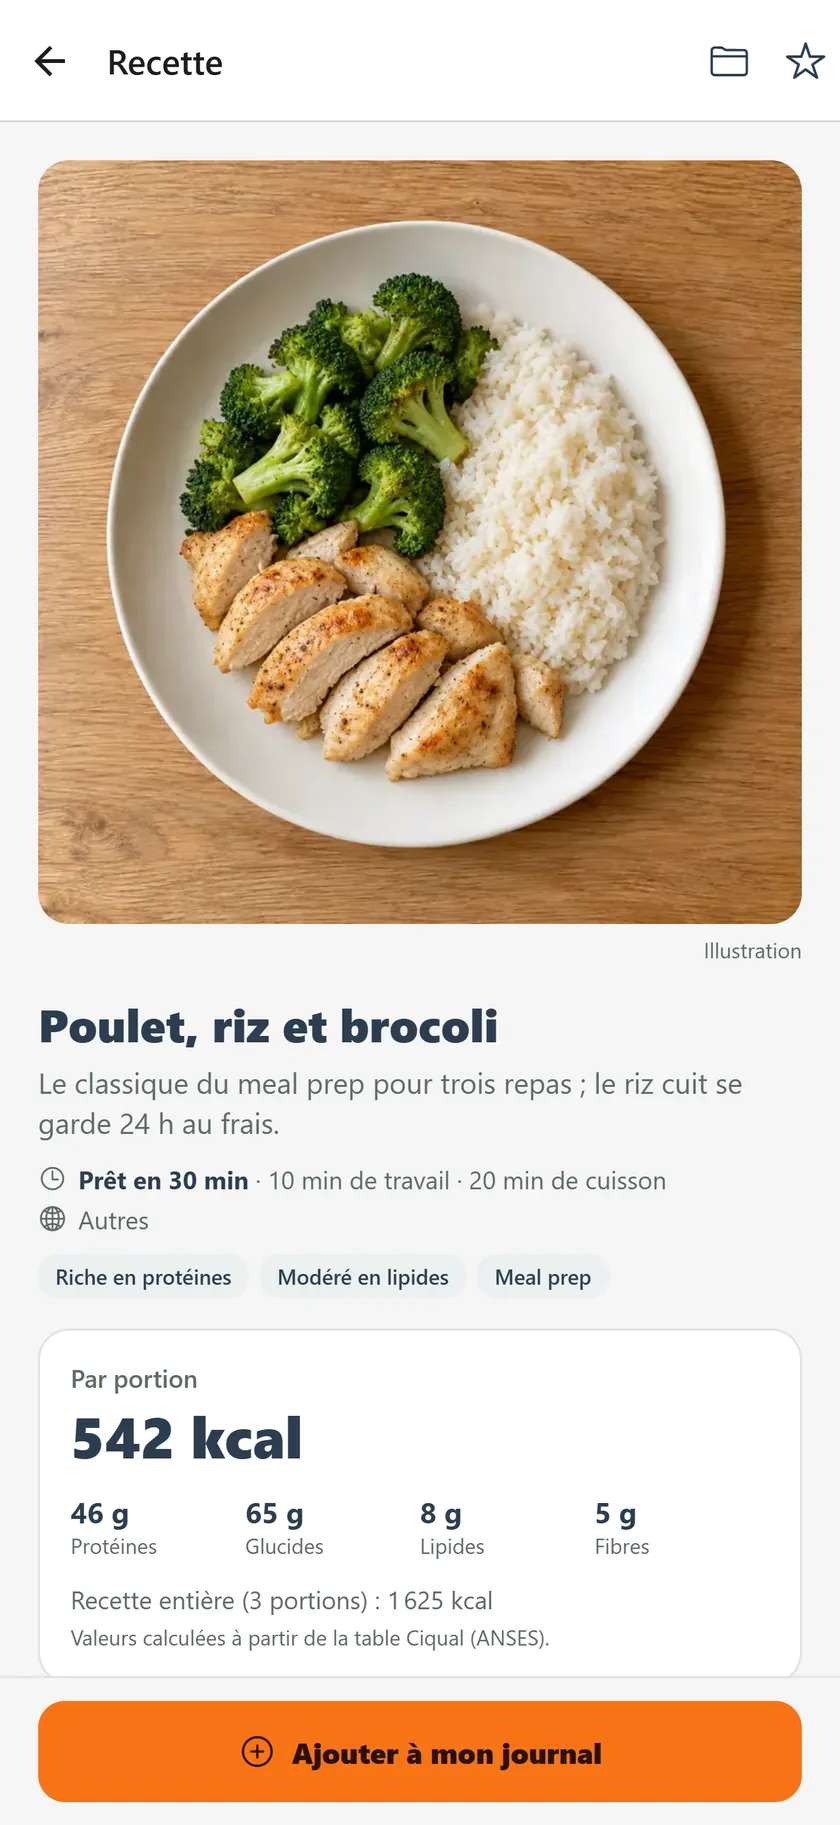 Recette
Illustration
Poulet, riz et brocoli
Le classique du meal prep pour trois repas ; le riz cuit se
garde 24 h au frais.
Prêt en 30 min · 10 min de travail · 20 min de cuisson
Autres
Riche en protéines Modéré en lipides Meal prep
Par portion
542 kcal
46 g 65 g 8 g 5 g
Protéines Glucides Lipides Fibres
Recette entière (3 portions) : 1 625 kcal
Valeurs calculées à partir de la table Ciqual (ANSES).
Ajouter à mon journal